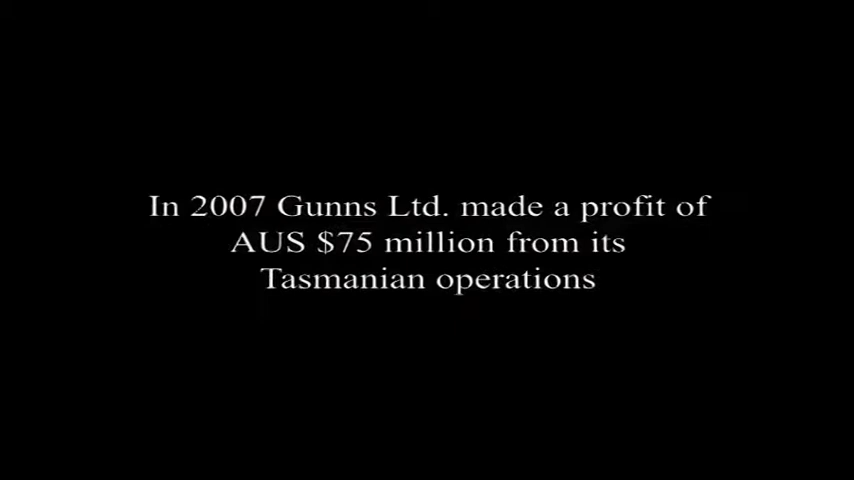 In 2007 Gunns Ltd. made a profit of
AUS $75 million from its
Tasmanian operations